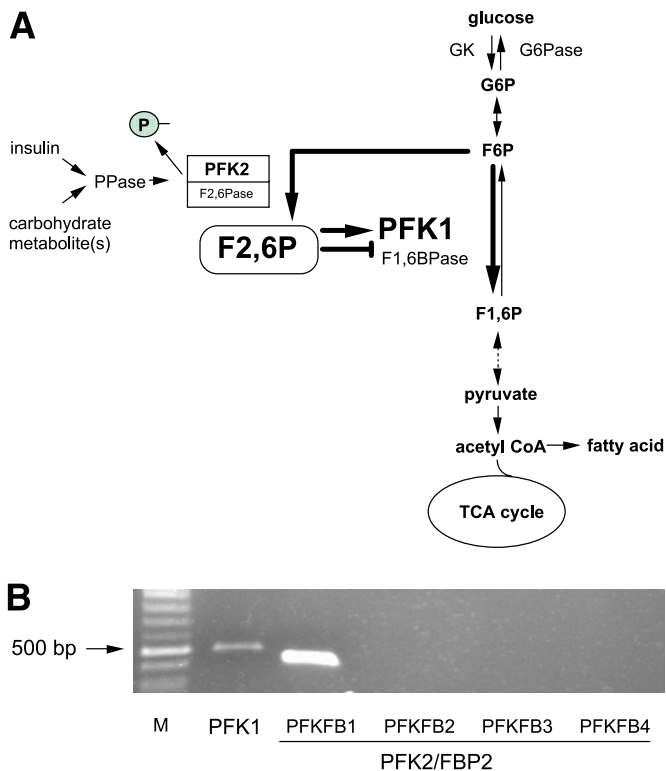 A
glucose
GK
G6Pase
G6P
P
F6P
insulin
PPase
PFK2
F2,6Pase
carbohydrate
metabolite(s)
F2,6P
PFK1
F1,6BPase
F1,6P
pyruvate
acetyl CoA
fatty acid
TCA cycle
B
500 bp
M
PFK1
PFKFB1
PFKFB2
PFKFB3
PFKFB4
PFK2/FBP2